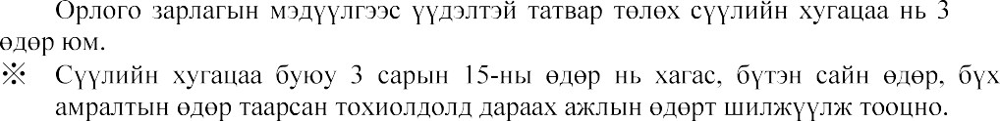 Орлого зарлагын мэдүүлгээс үүдэлтэй татвар төлөх сүүлийн хугацаа нь 3
өдөр юм.
※ Сүүлийн хугацаа буюу 3 сарын 15-ны өдөр нь хагас, бүтэн сайн өдөр, бүх
амралтын өдөр таарсан тохиолдолд дараах ажлын өдөрт шилжүүлж тооцно.